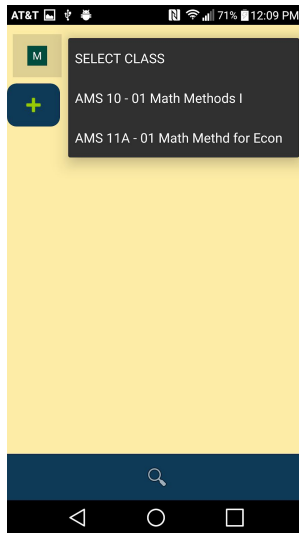 AT&T 71% 12:09 PM
M
SELECT CLASS
+
AMS 10 - 01 Math Methods I
AMS 11A - 01 Math Methd for Econ